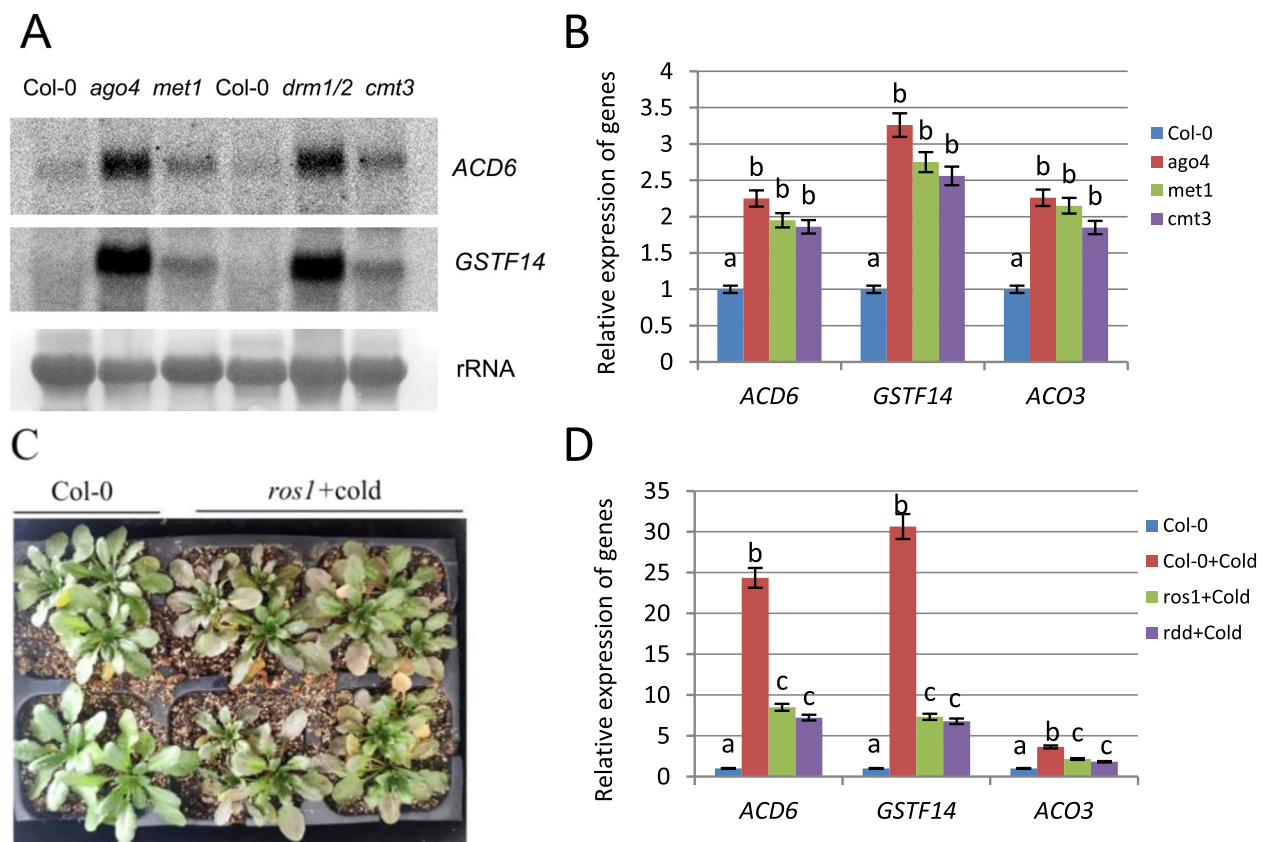 A
Col-0 ago4 met1 Col-0 drm1/2 cmt3
ACD6
GSTF14
rRNA
B
Relative expression of genes
4
3.5
3
2.5
2
1.5
1
0.5
0
a b b b
a b b b
a b b b
ACD6 GSTF14 ACO3
Col-0
ago4
met1
cmt3
C
Col-0 ros1+cold
D
Relative expression of genes
35
30
25
20
15
10
5
0
a b c c
a b c c
a b c c
ACD6 GSTF14 ACO3
Col-0
Col-0+Cold
ros1+Cold
rdd+Cold